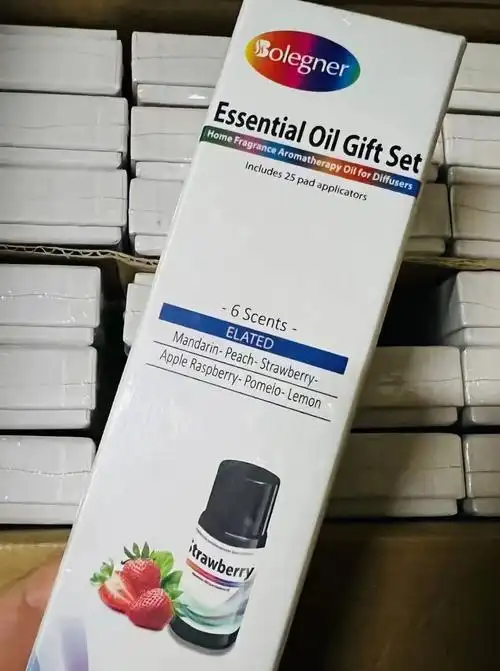 Bolegner
Essential Oil Gift Set
Home Fragrance Aromatherapy Oil for Diffusers
Includes 25 pad applicators
- 6 Scents -
ELATED
Mandarin- Peach- Strawberry-
Apple Raspberry- Pomelo- Lemon
Strawberry